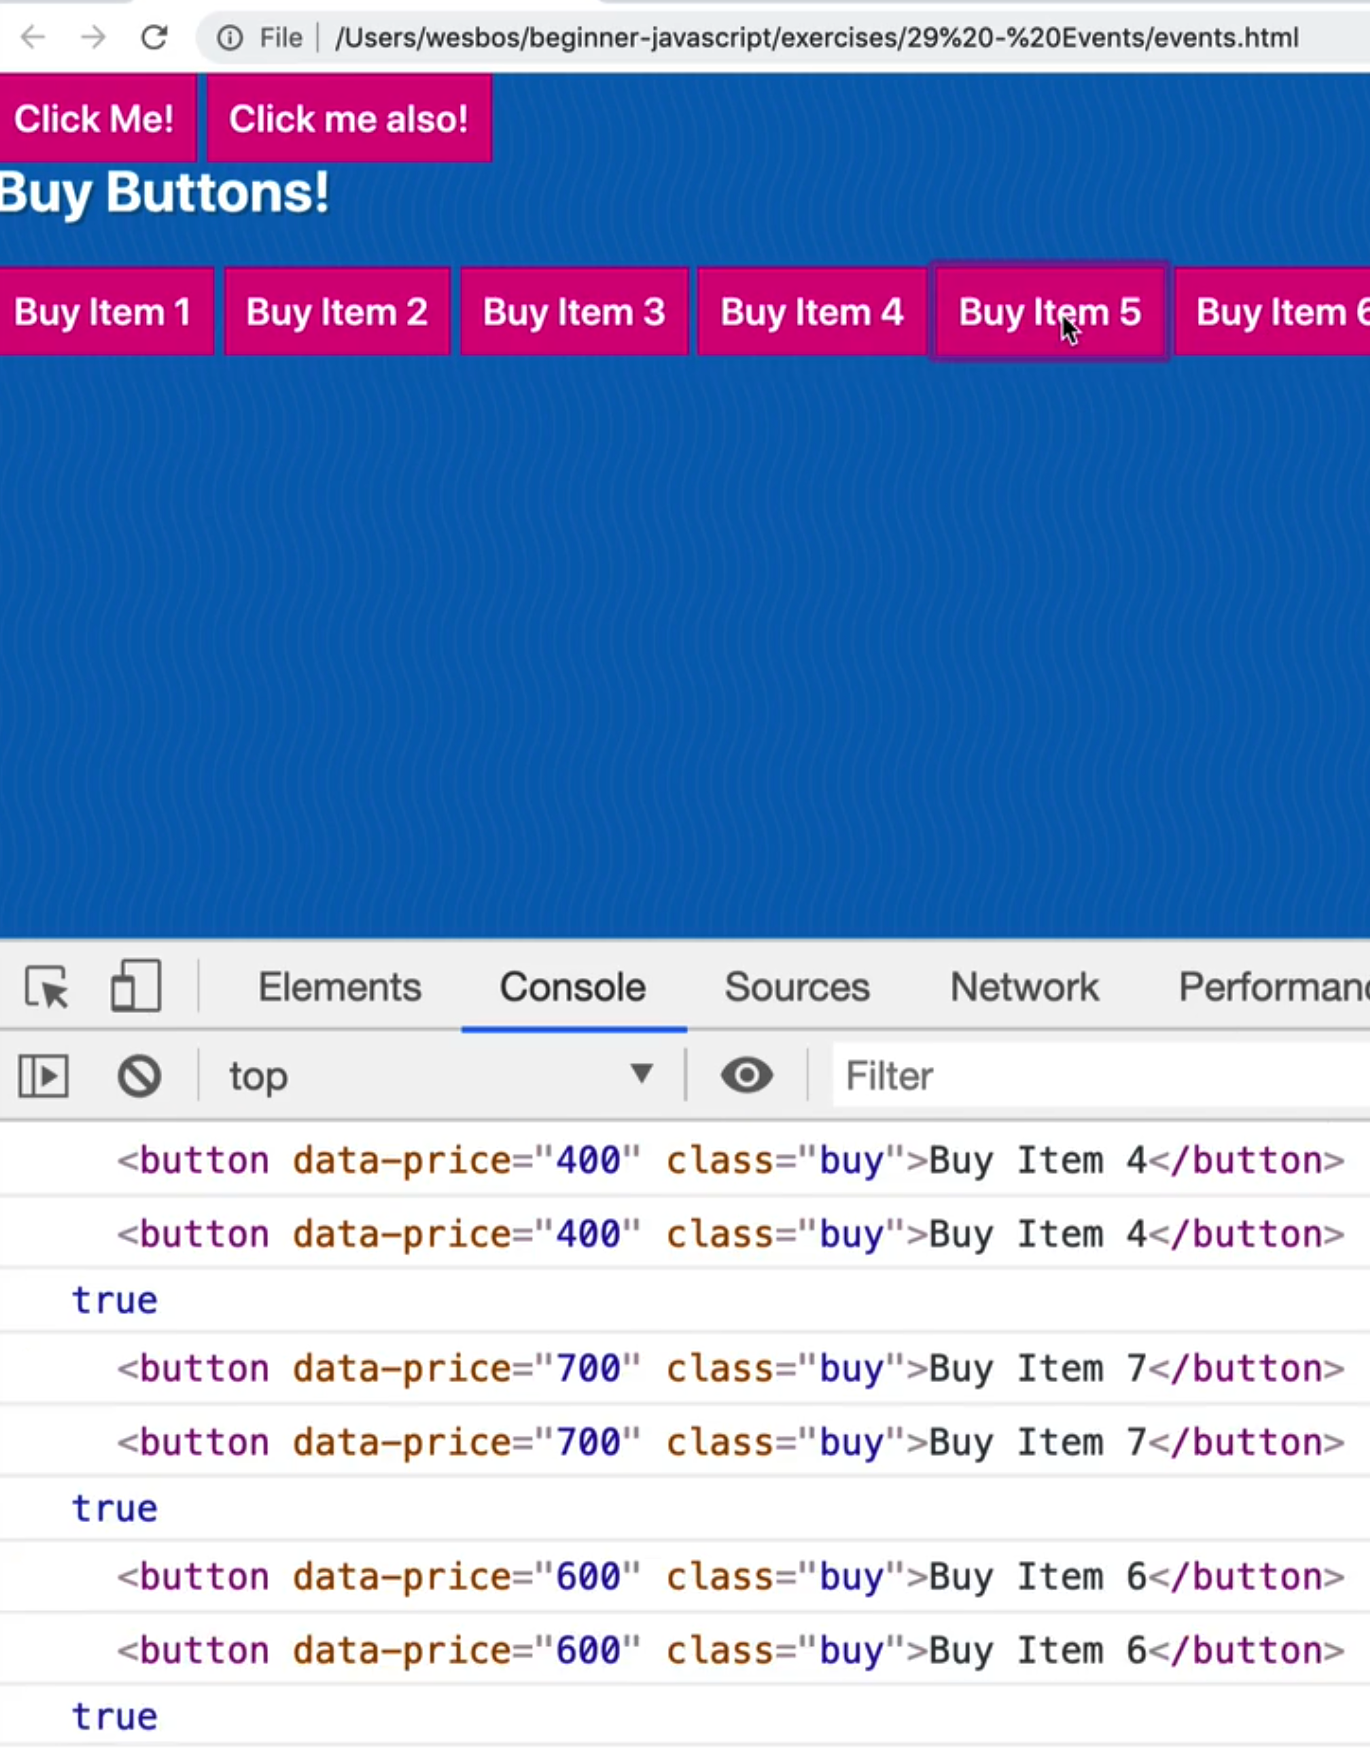 File /Users/wesbos/beginner-javascript/exercises/29%20-%20Events/events.html
Click Me! Click me also!
Buy Buttons!
Buy Item 1 Buy Item 2 Buy Item 3 Buy Item 4 Buy Item 5 Buy Item 6
Elements Console Sources Network Performanc
top Filter
<button data-price="400" class="buy">Buy Item 4</button>
<button data-price="400" class="buy">Buy Item 4</button>
true
<button data-price="700" class="buy">Buy Item 7</button>
<button data-price="700" class="buy">Buy Item 7</button>
true
<button data-price="600" class="buy">Buy Item 6</button>
<button data-price="600" class="buy">Buy Item 6</button>
true